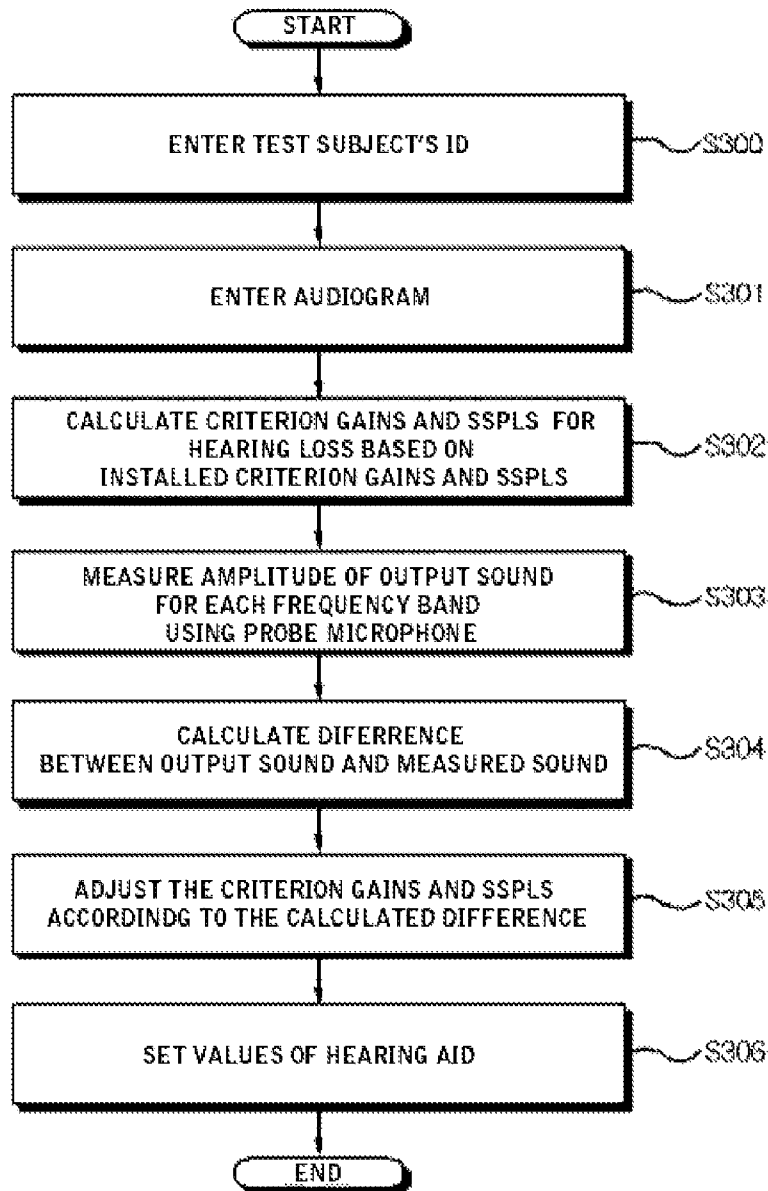 START
ENTER TEST SUBJECT'S ID
S300
ENTER AUDIOGRAM
S301
CALCULATE CRITERION GAINS AND SSPLS FOR
HEARING LOSS BASED ON
INSTALLED CRITERION GAINS AND SSPLS
S302
MEASURE AMPLITUDE OF OUTPUT SOUND
FOR EACH FREQUENCY BAND
USING PROBE MICROPHONE
S303
CALCULATE DIFERRENCE
BETWEEN OUTPUT SOUND AND MEASURED SOUND
S304
ADJUST THE CRITERION GAINS AND SSPLS
ACCORDINDG TO THE CALCULATED DIFFERENCE
S305
SET VALUES OF HEARING AID
S306
END